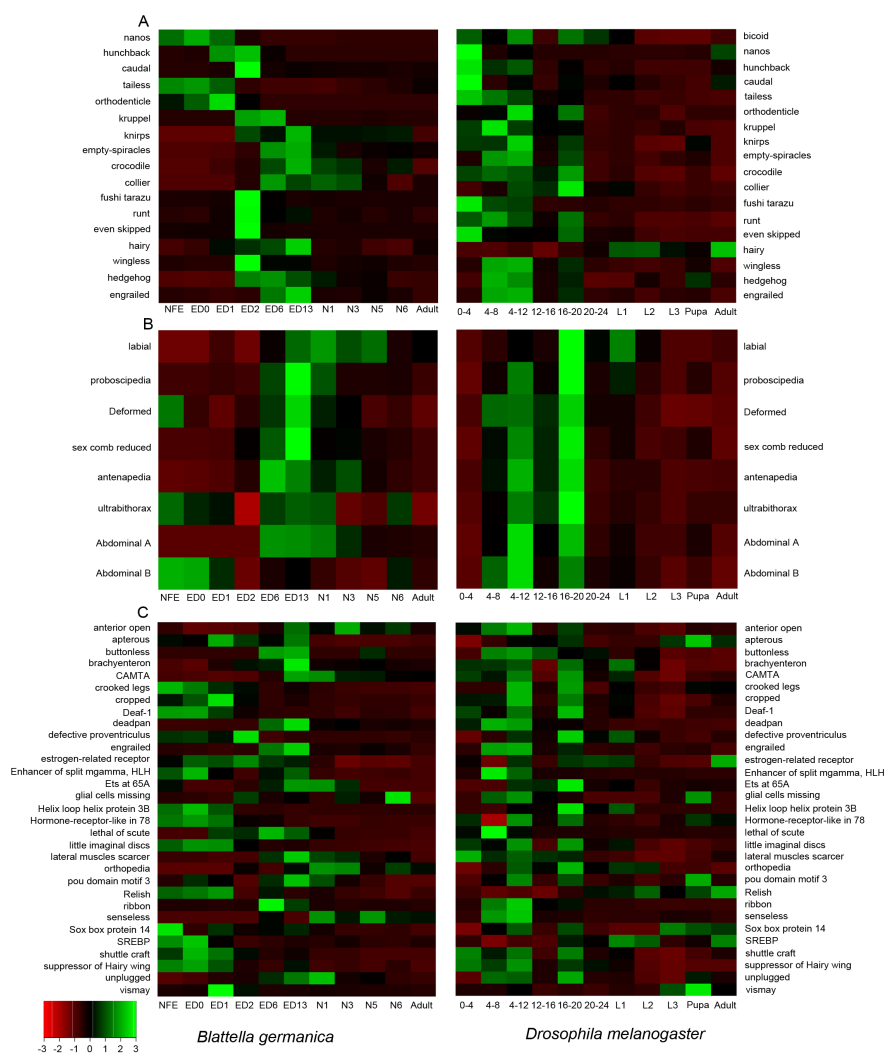 A
nanos
hunchback
caudal
tailess
orthodenticle
kruppel
knirps
empty-spiracles
crocodile
collier
fushi tarazu
runt
even skipped
hairy
wingless
hedgehog
engrailed
NFE ED0 ED1 ED2 ED6 ED13 N1 N3 N5 N6 Adult
bicoid
nanos
hunchback
caudal
tailess
orthodenticle
kruppel
knirps
empty-spiracles
crocodile
collier
fushi tarazu
runt
even skipped
hairy
wingless
hedgehog
engrailed
0-4 4-8 4-12 12-16 16-20 20-24 L1 L2 L3 Pupa Adult
B
labial
proboscipedia
Deformed
sex comb reduced
antenapedia
ultrabithorax
Abdominal A
Abdominal B
NFE ED0 ED1 ED2 ED6 ED13 N1 N3 N5 N6 Adult
labial
proboscipedia
Deformed
sex comb reduced
antenapedia
ultrabithorax
Abdominal A
Abdominal B
0-4 4-8 4-12 12-16 16-20 20-24 L1 L2 L3 Pupa Adult
C
anterior open
apterous
buttonless
brachyenteron
CAMTA
crooked legs
cropped
Deaf-1
deadpan
defective proventriculus
engrailed
estrogen-related receptor
Enhancer of split mgamma, HLH
Ets at 65A
glial cells missing
Helix loop helix protein 3B
Hormone-receptor-like in 78
lethal of scute
little imaginal discs
lateral muscles scarcer
orthopedia
pou domain motif 3
Relish
ribbon
senseless
Sox box protein 14
SREBP
shuttle craft
suppressor of Hairy wing
unplugged
vismay
NFE ED0 ED1 ED2 ED6 ED13 N1 N3 N5 N6 Adult
anterior open
apterous
buttonless
brachyenteron
CAMTA
crooked legs
cropped
Deaf-1
deadpan
defective proventriculus
engrailed
estrogen-related receptor
Enhancer of split mgamma, HLH
Ets at 65A
glial cells missing
Helix loop helix protein 3B
Hormone-receptor-like in 78
lethal of scute
little imaginal discs
lateral muscles scarcer
orthopedia
pou domain motif 3
Relish
ribbon
senseless
Sox box protein 14
SREBP
shuttle craft
suppressor of Hairy wing
unplugged
vismay
0-4 4-8 4-12 12-16 16-20 20-24 L1 L2 L3 Pupa Adult
-3 -2 -1 0 1 2 3
Blattella germanica
Drosophila melanogaster